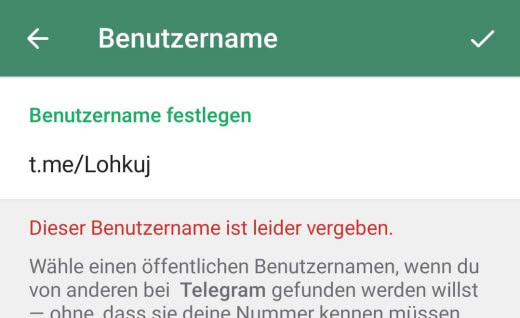 Benutzername
Benutzername festlegen
t.me/Lohkuj
Dieser Benutzername ist leider vergeben.
Wähle einen öffentlichen Benutzernamen, wenn du
von anderen bei Telegram gefunden werden willst
— ohne, dass sie deine Nummer kennen müssen